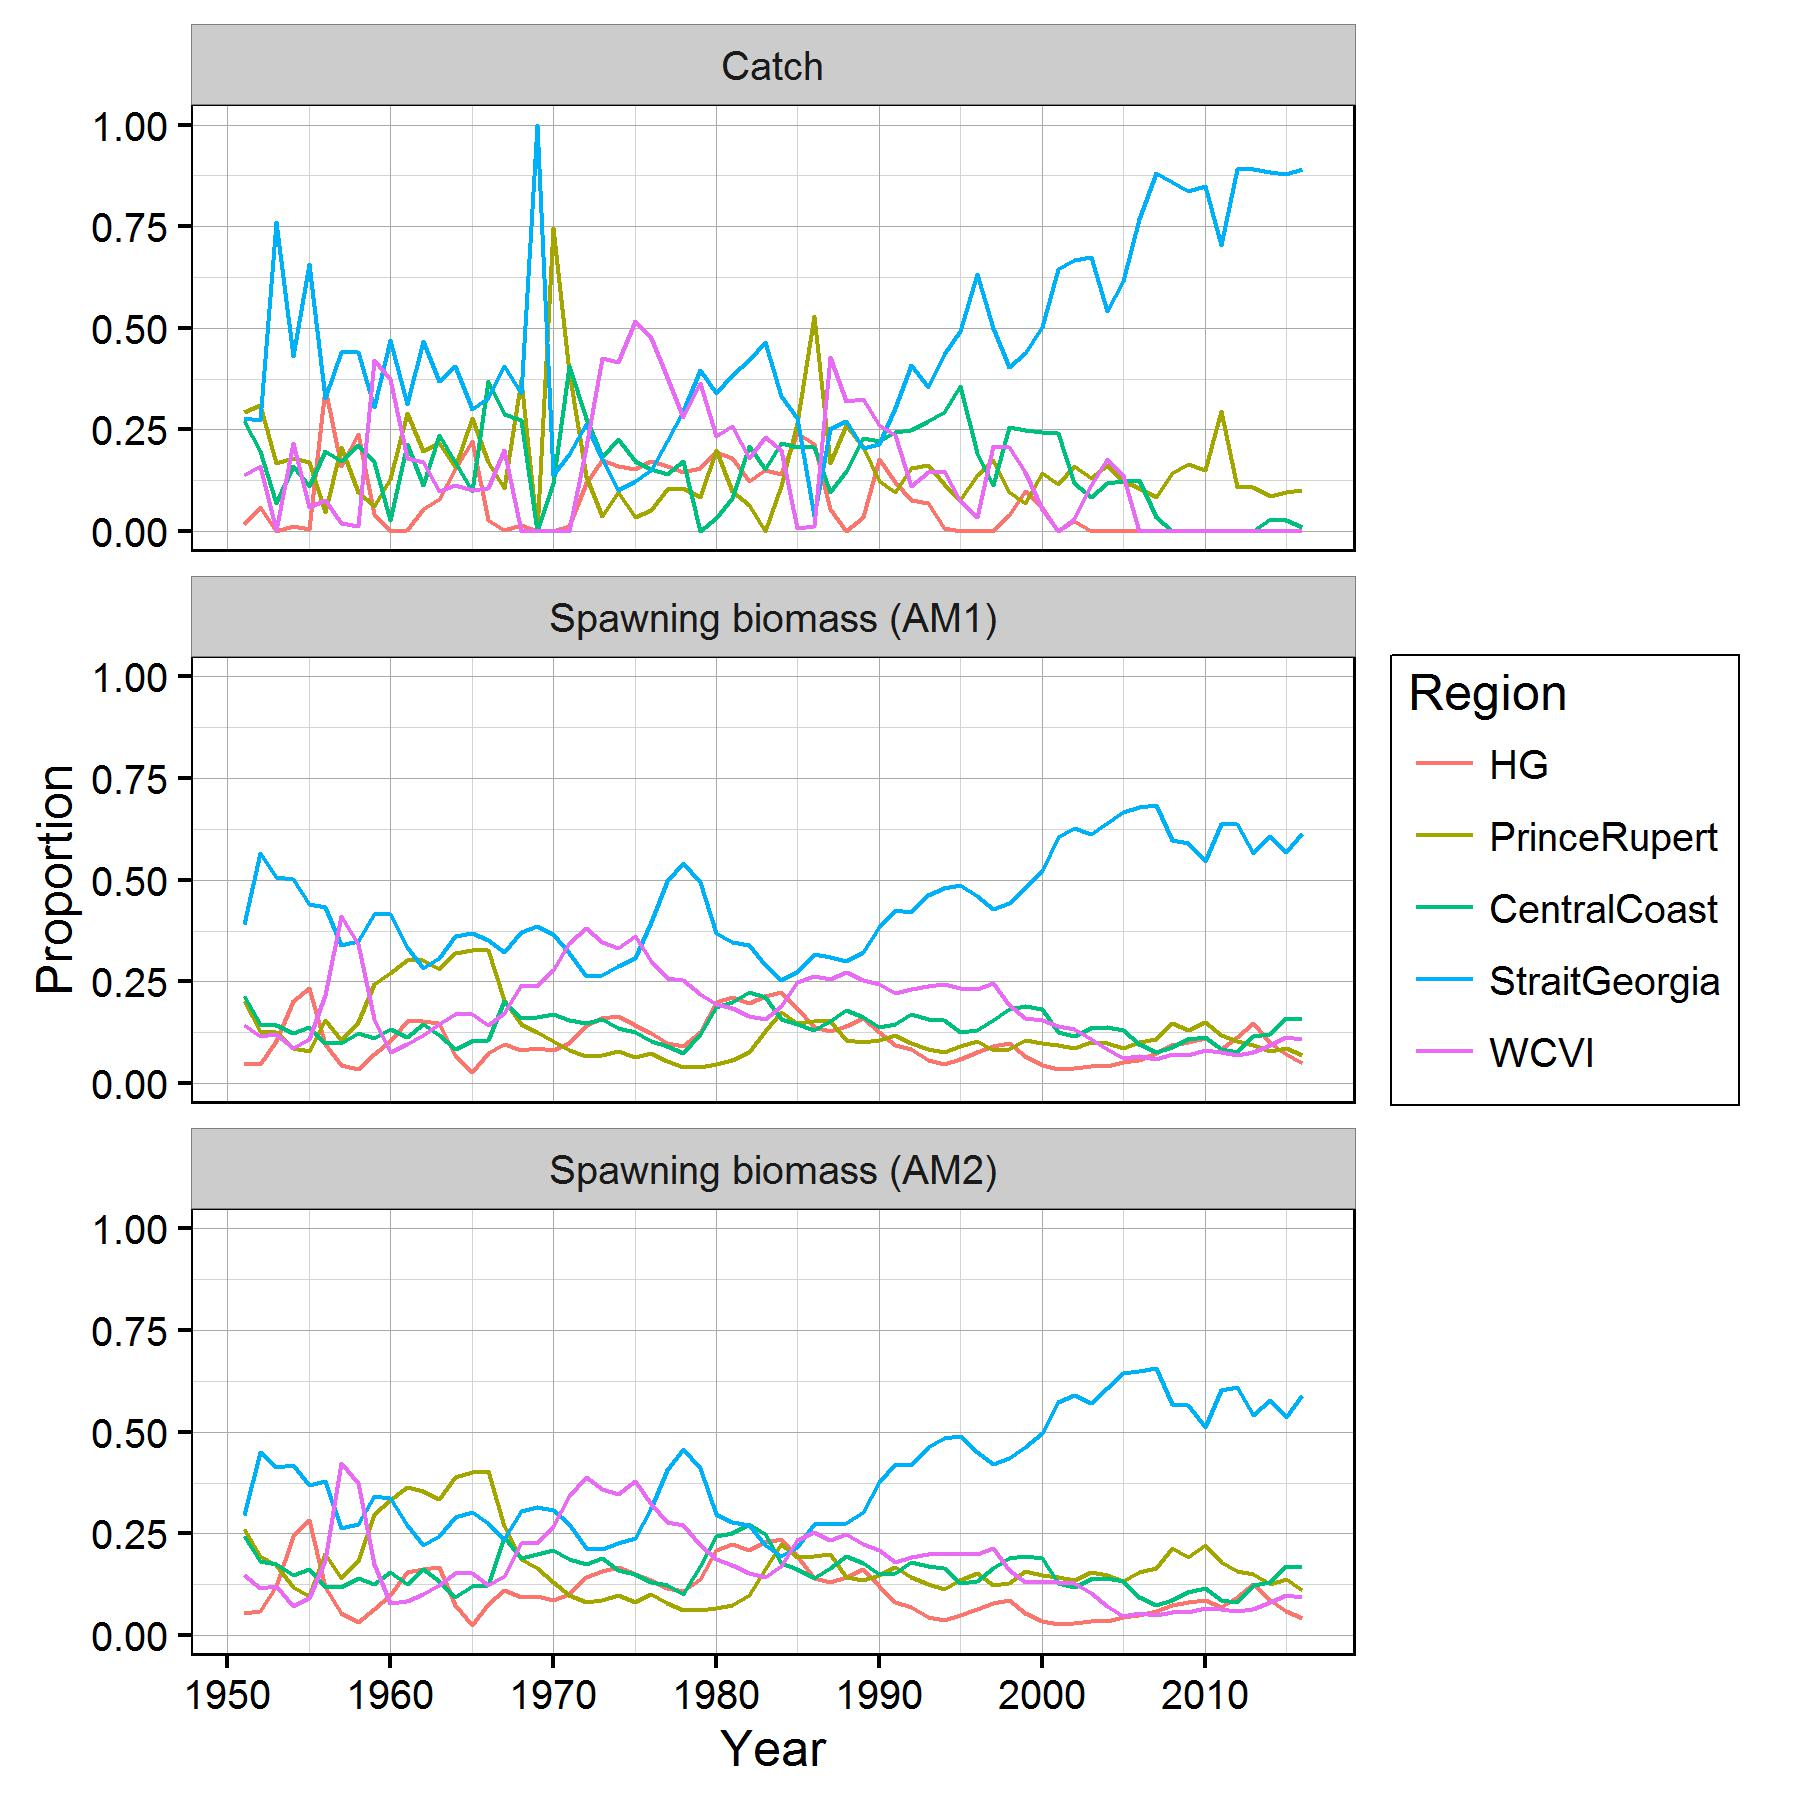 Catch
1.00
0.75
0.50
0.25
0.00
Spawning biomass (AM1)
1.00
0.75
0.50
0.25
0.00
Spawning biomass (AM2)
1.00
0.75
0.50
0.25
0.00
1950 1960 1970 1980 1990 2000 2010
Year
Proportion
Region
HG
PrinceRupert
CentralCoast
StraitGeorgia
WCVI